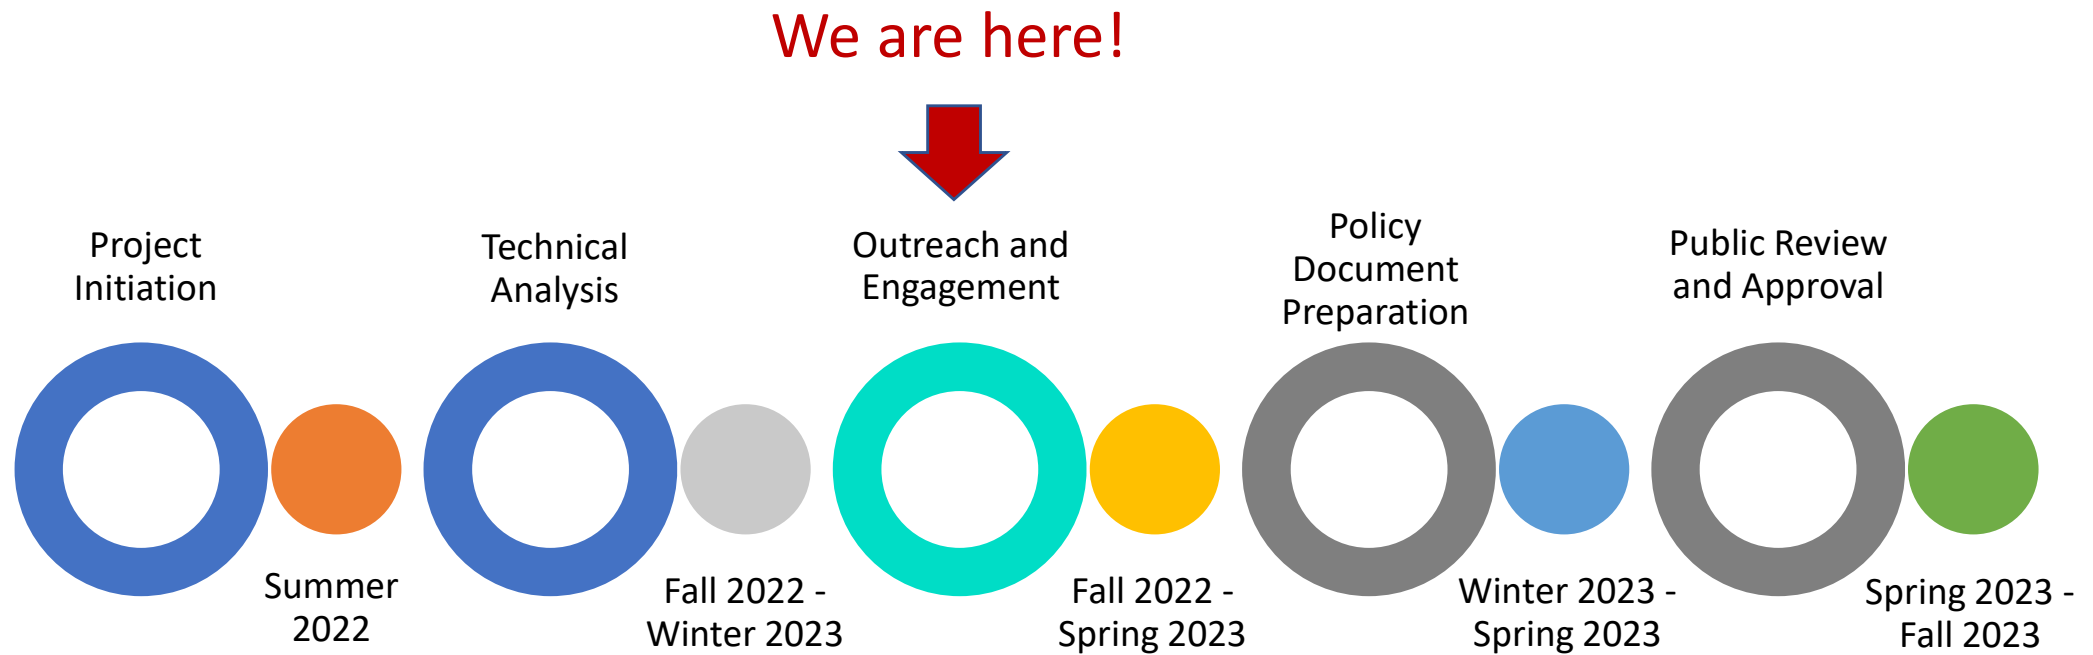 We are here!
Project
Initiation
Technical
Analysis
Outreach and
Engagement
Policy
Document
Preparation
Public Review
and Approval
Summer
2022
Fall 2022 -
Winter 2023
Fall 2022 -
Spring 2023
Winter 2023 -
Spring 2023
Spring 2023 -
Fall 2023